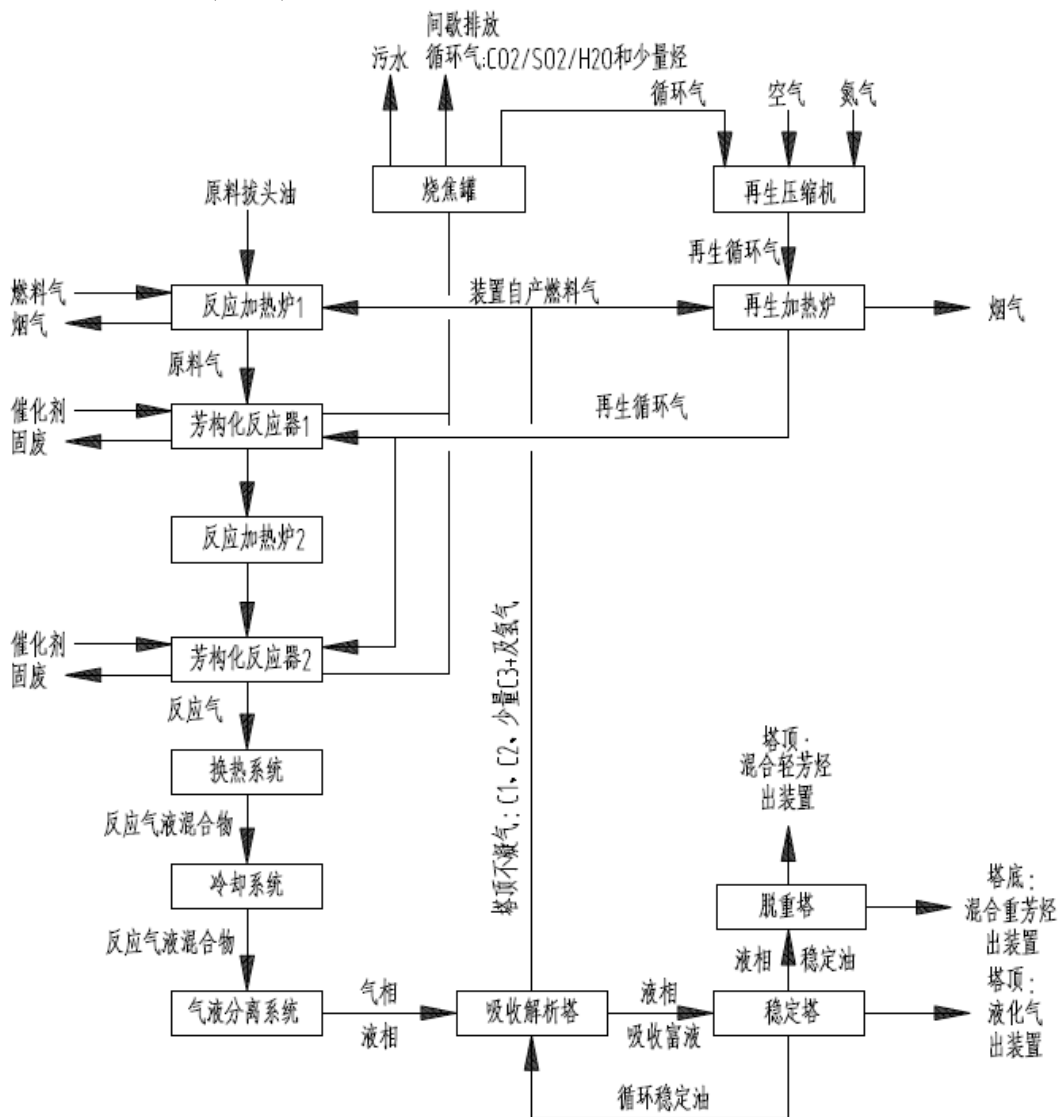 间歇排放
污水 循环气:CO2/SO2/H2O和少量烃
循环气
空气
氮气
烧焦罐
再生压缩机
原料拔头油
再生循环气
燃料气
烟气
反应加热炉1
装置自产燃料气
再生加热炉
烟气
原料气
催化剂
固废
芳构化反应器1
再生循环气
反应加热炉2
催化剂
固废
芳构化反应器2
反应气
塔顶不凝气:C1、C2、少量C3+及氢气
换热系统
塔顶:
混合轻芳烃
出装置
反应气液混合物
冷却系统
脱重塔
塔底:
混合重芳烃
出装置
反应气液混合物
液相 稳定油
气液分离系统
气相
液相
吸收解析塔
液相
吸收富液
稳定塔
塔顶:
液化气
出装置
循环稳定油